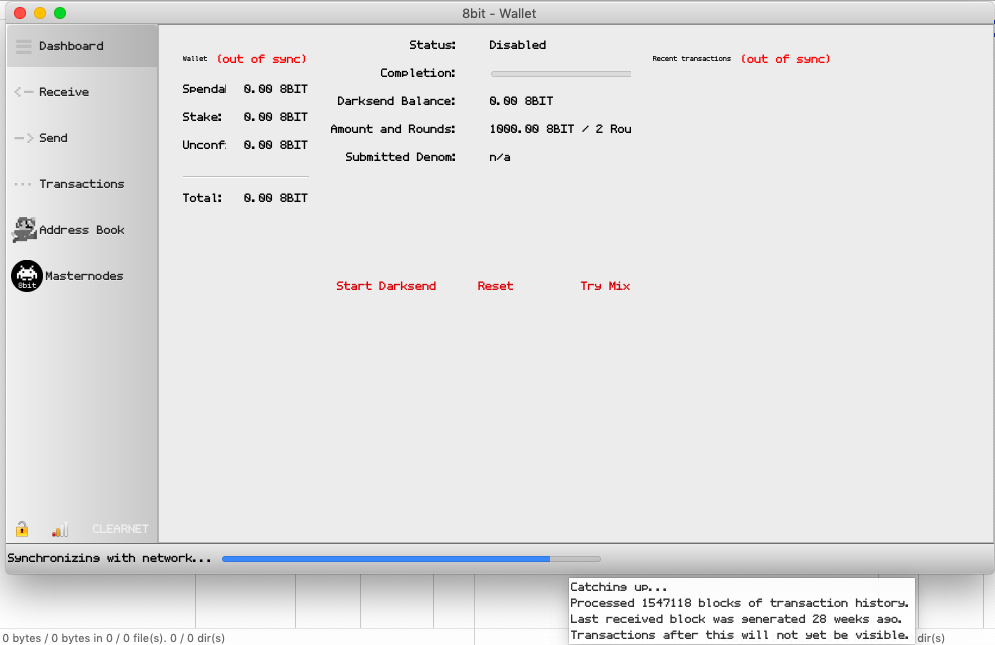 8bit - Wallet
Dashboard
Receive
Send
Transactions
Address Book
8bit
Masternodes
CLEARNET
Wallet (out of sync)
Spendal 0.00 8BIT
Stake: 0.00 8BIT
Unconf: 0.00 8BIT
Total: 0.00 8BIT
Status: Disabled
Completion:
Darksend Balance: 0.00 8BIT
Amount and Rounds: 1000.00 8BIT / 2 Rou
Submitted Denom: n/a
Start Darksend Reset Try Mix
Recent transactions (out of sync)
Synchronizing with network...
Catching up...
Processed 1547118 blocks of transaction history.
Last received block was generated 28 weeks ago.
Transactions after this will not yet be visible.
0 bytes / 0 bytes in 0 / 0 file(s). 0 / 0 dir(s)
dir(s)